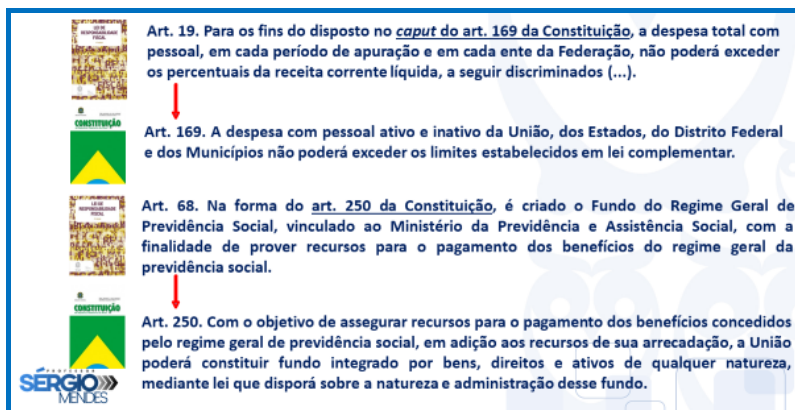 Art. 19. Para os fins do disposto no caput do art. 169 da Constituição, a despesa total com
pessoal, em cada período de apuração e em cada ente da Federação, não poderá exceder
os percentuais da receita corrente líquida, a seguir discriminados (...).
CONSTITUIÇÃO
Art. 169. A despesa com pessoal ativo e inativo da União, dos Estados, do Distrito Federal
e dos Municípios não poderá exceder os limites estabelecidos em lei complementar.
Art. 68. Na forma do art. 250 da Constituição, é criado o Fundo do Regime Geral de
Previdência Social, vinculado ao Ministério da Previdência e Assistência Social, com a
finalidade de prover recursos para o pagamento dos benefícios do regime geral da
previdência social.
CONSTITUIÇÃO
Art. 250. Com o objetivo de assegurar recursos para o pagamento dos benefícios concedidos
pelo regime geral de previdência social, em adição aos recursos de sua arrecadação, a União
poderá constituir fundo integrado por bens, direitos e ativos de qualquer natureza,
mediante lei que disporá sobre a natureza e administração desse fundo.
PROFESSOR
SÉRGIO
MENDES